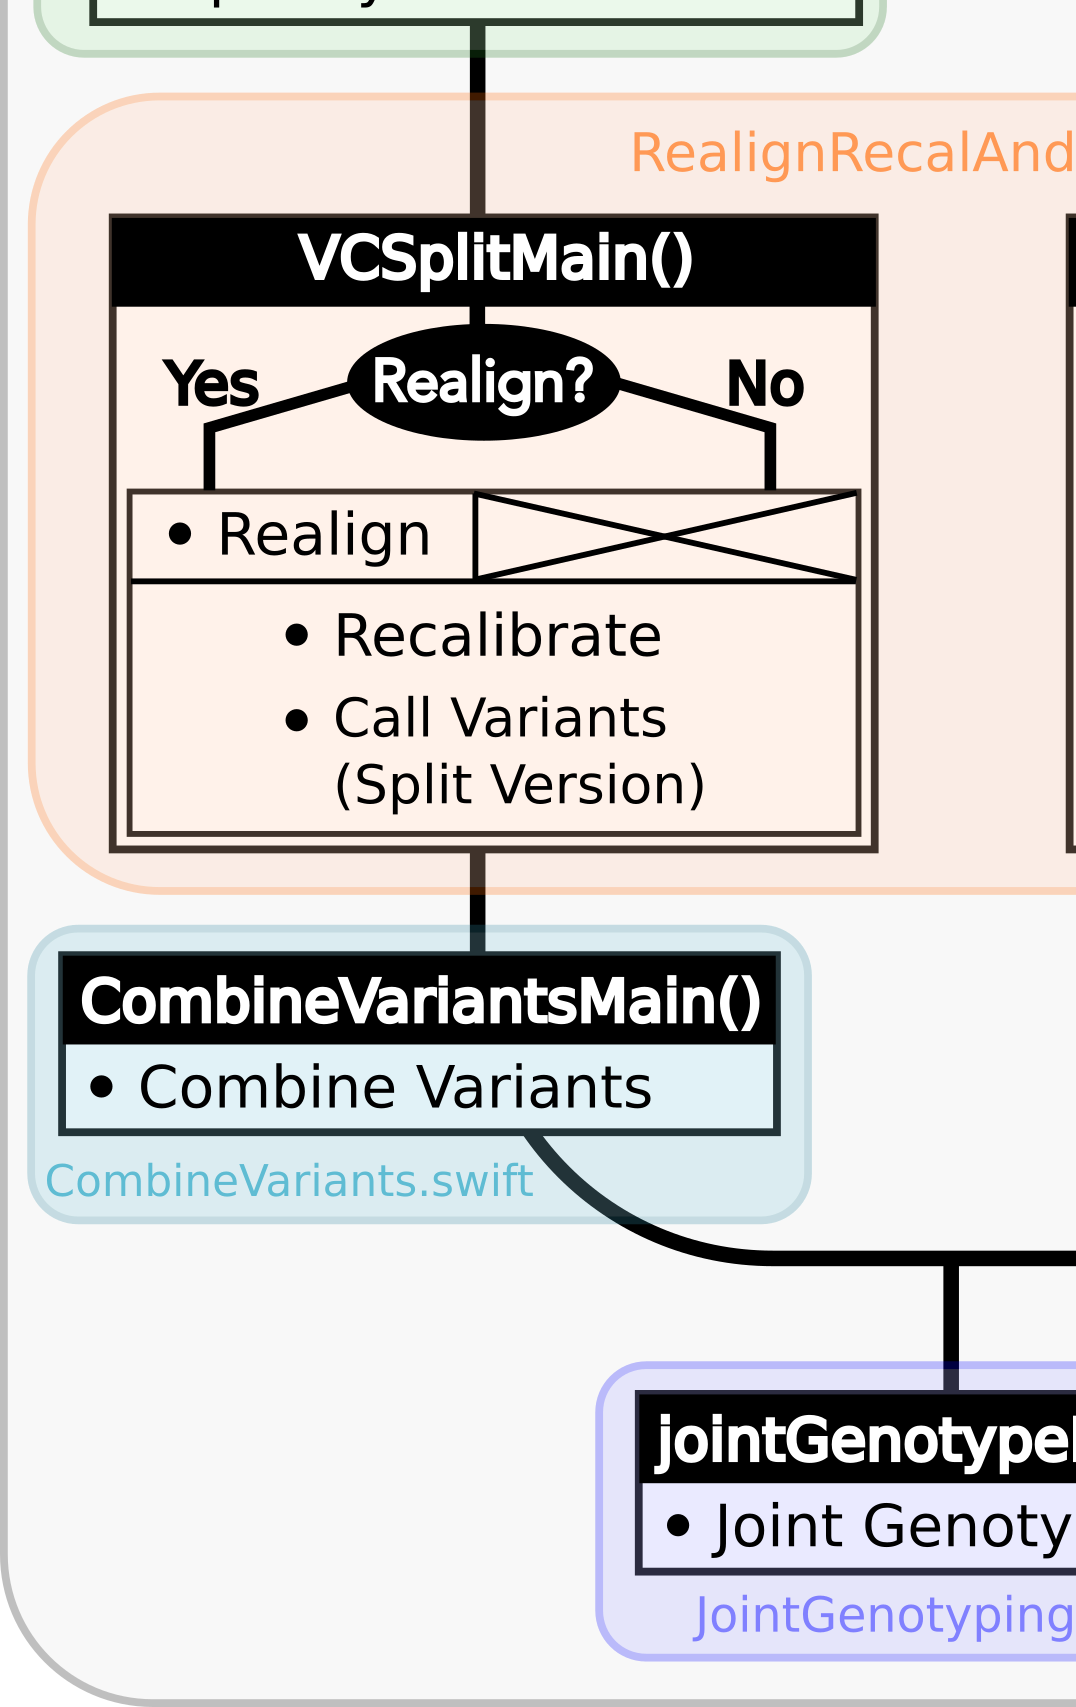 RealignRecalAnd
VCSplitMain()
Realign?
Yes
No
• Realign
• Recalibrate
• Call Variants
(Split Version)
CombineVariantsMain()
• Combine Variants
CombineVariants.swift
jointGenotype
• Joint Genoty
JointGenotyping